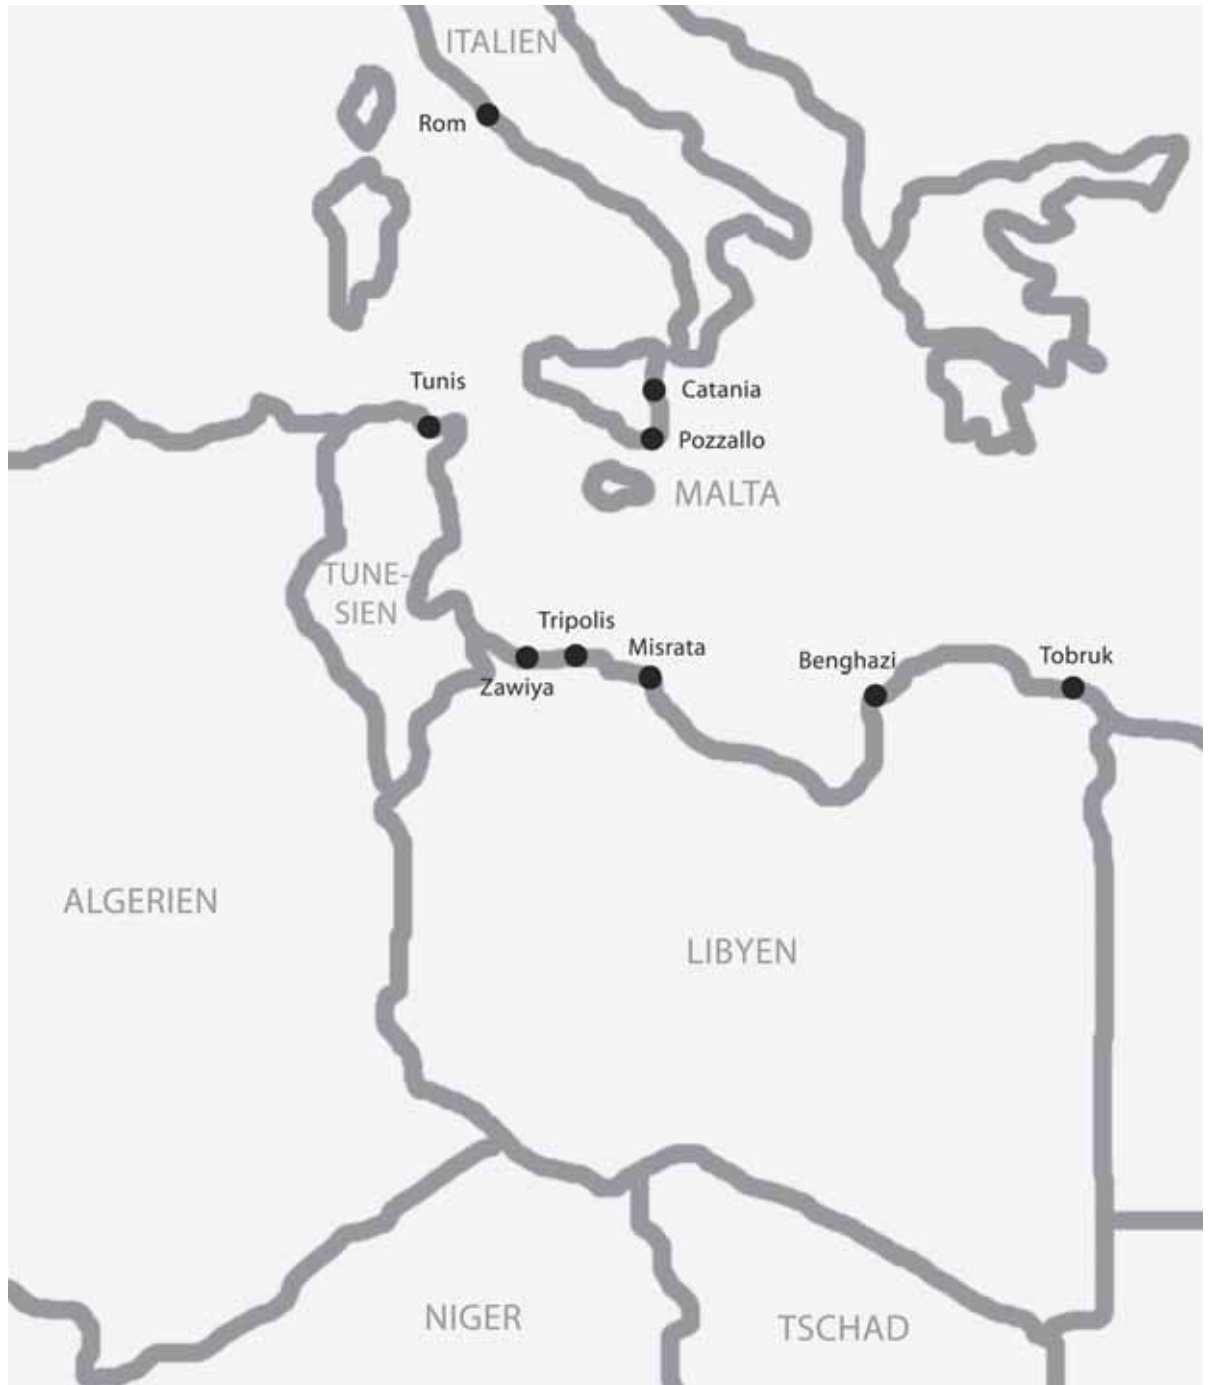 ITALIEN
Rom
Tunis
Catania
Pozzallo
MALTA
TUNE-
SIEN
Tripolis
Misrata
Zawiya
Benghazi
Tobruk
ALGERIEN
LIBYEN
NIGER
TSCHAD